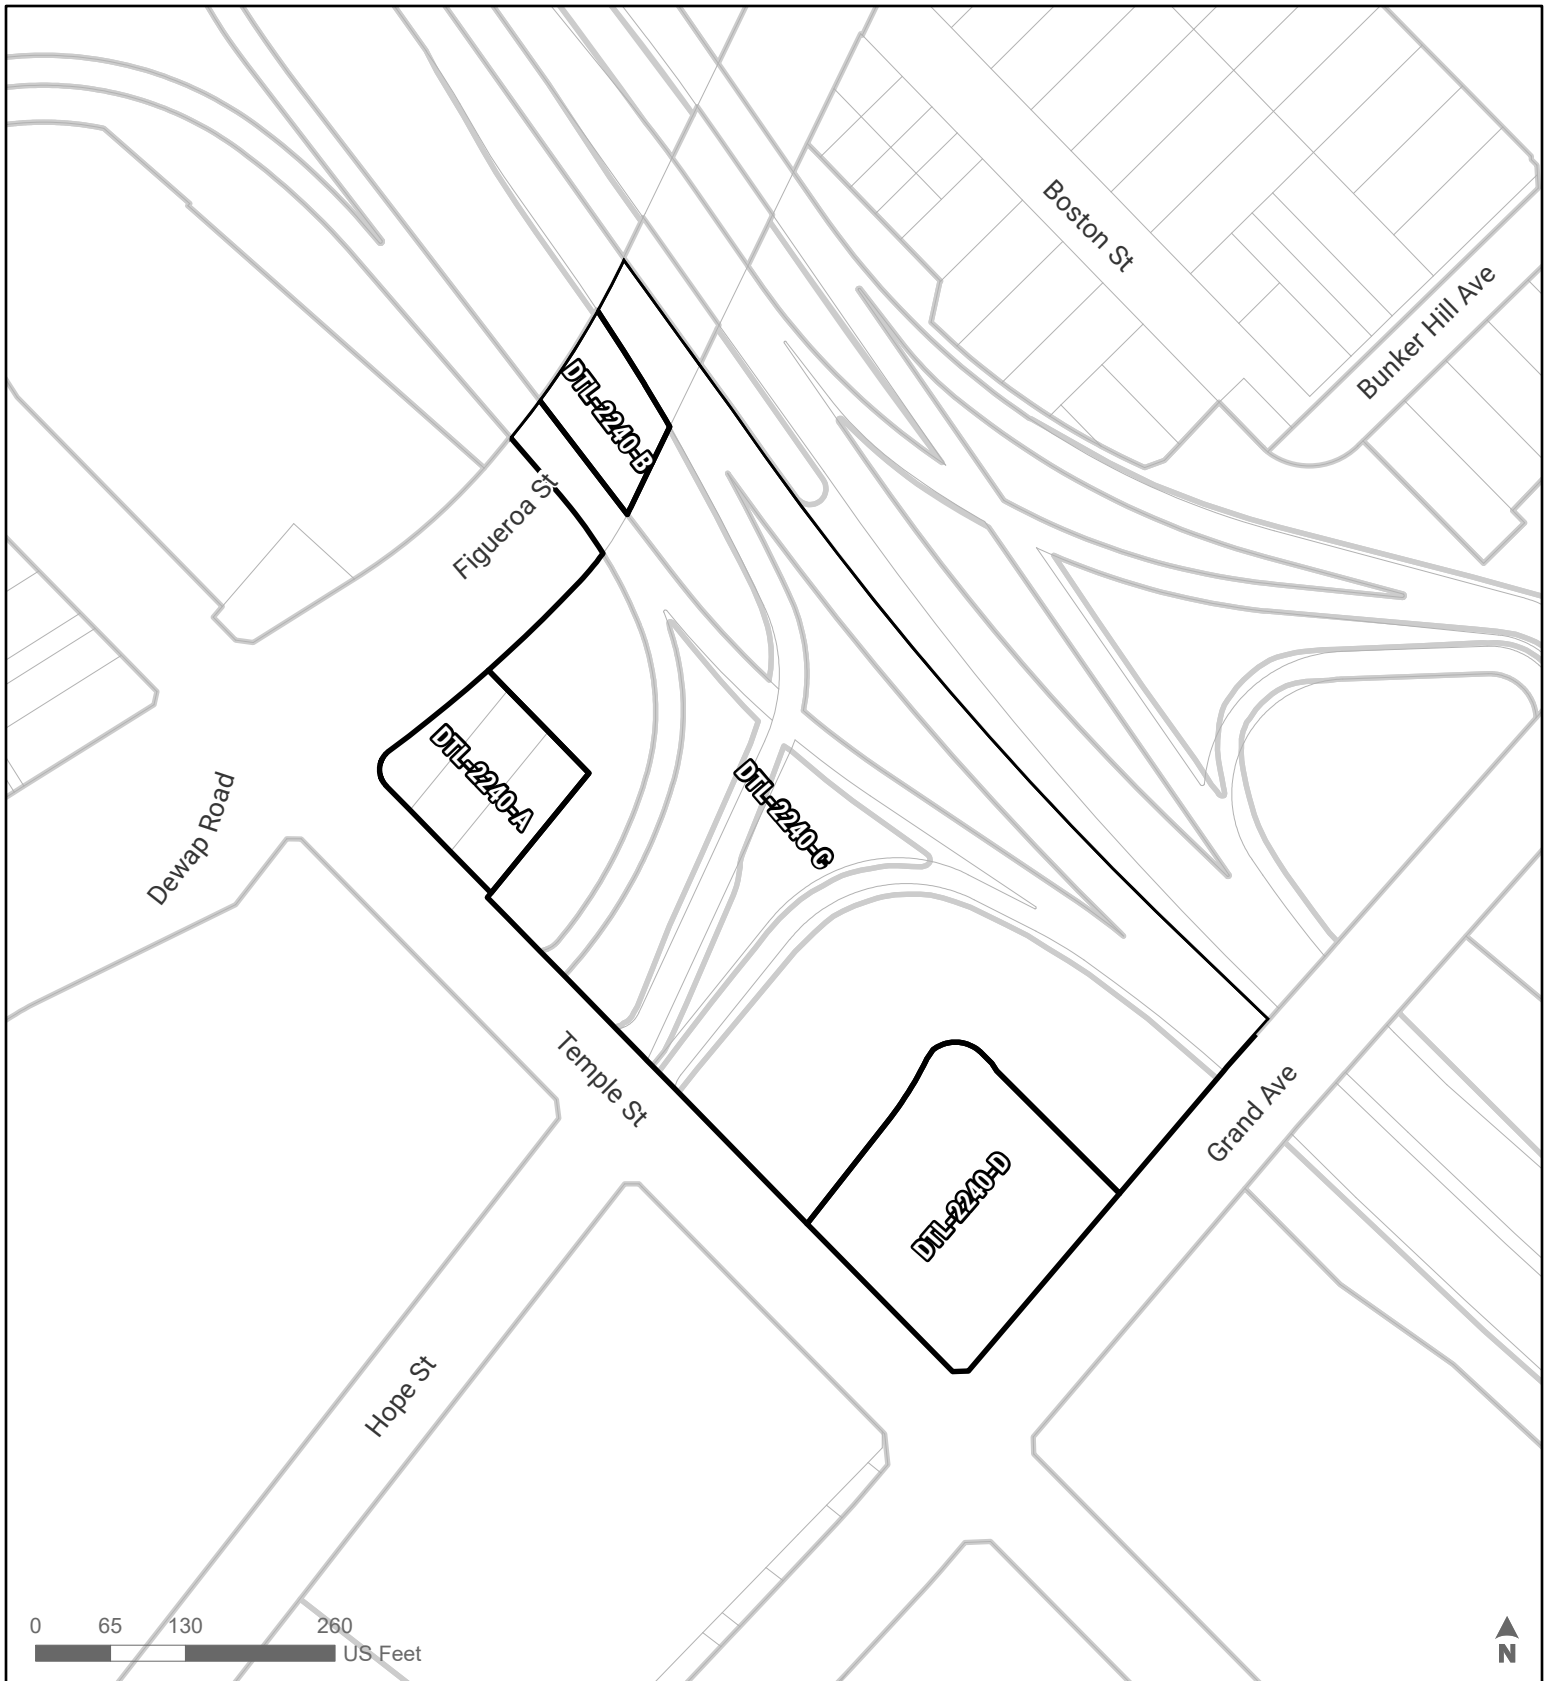 Boston St
Bunker Hill Ave
DTL-2240-B
Figueroa St
DTL-2240-A
DTL-2240-C
Dewap Road
Temple St
Grand Ave
DTL-2240-D
Hope St
0 65 130 260
US Feet
N